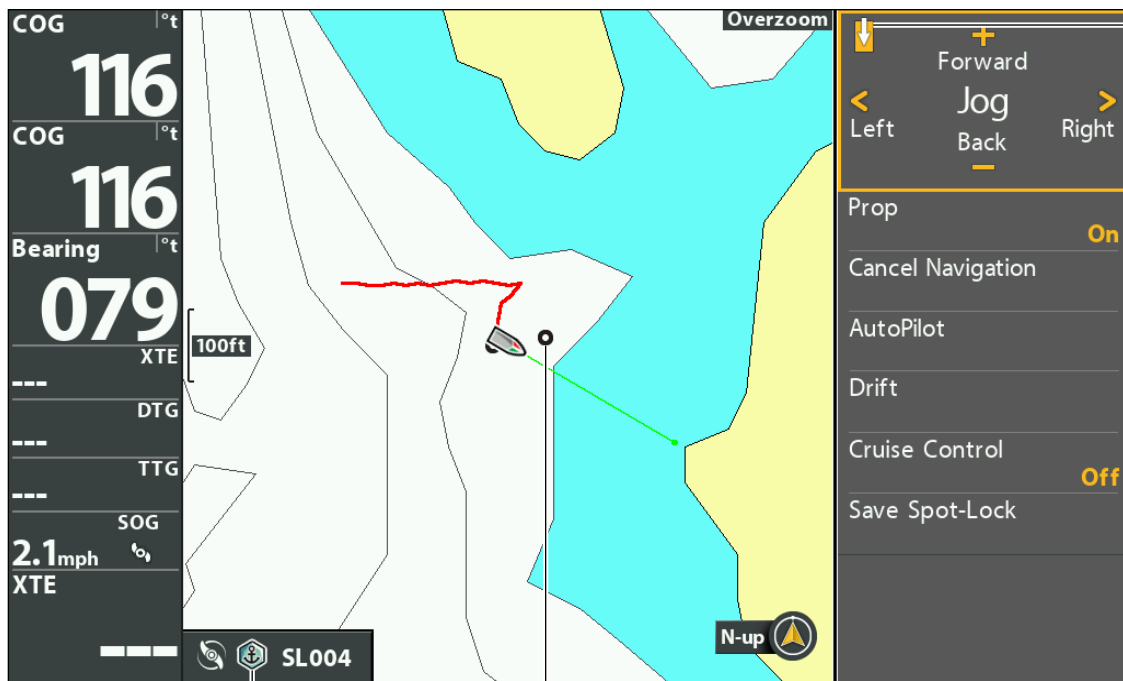 COG °t
116
COG °t
116
Bearing °t
079
XTE
---
DTG
---
TTG
---
SOG
2.1mph
XTE
---
100ft
Overzoom
N-up
SL004
+
Forward
< Jog >
Left Right
Back
−
Prop
On
Cancel Navigation
AutoPilot
Drift
Cruise Control
Off
Save Spot-Lock